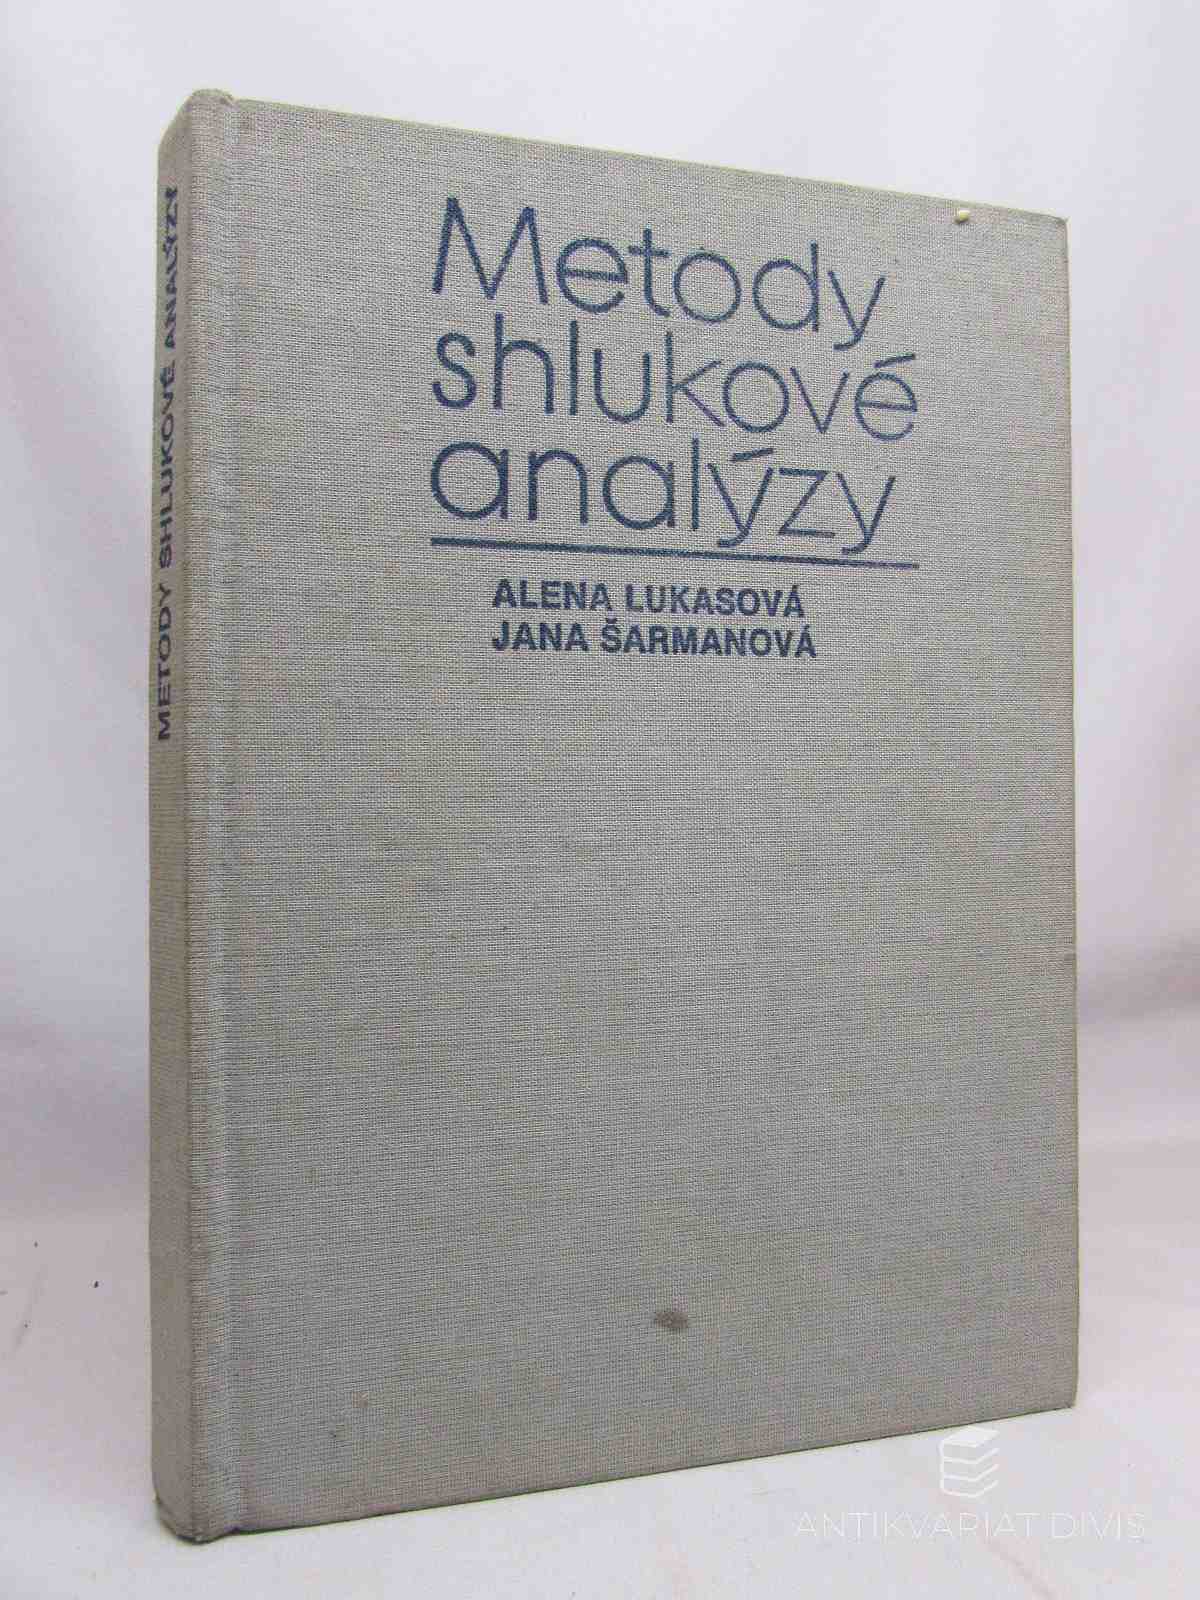 METODY SHLUKOVÉ ANALÝZY
Metody
shlukové
analýzy
ALENA LUKASOVÁ
JANA ŠARMANOVÁ
ANTIKVARIAT DIVIS